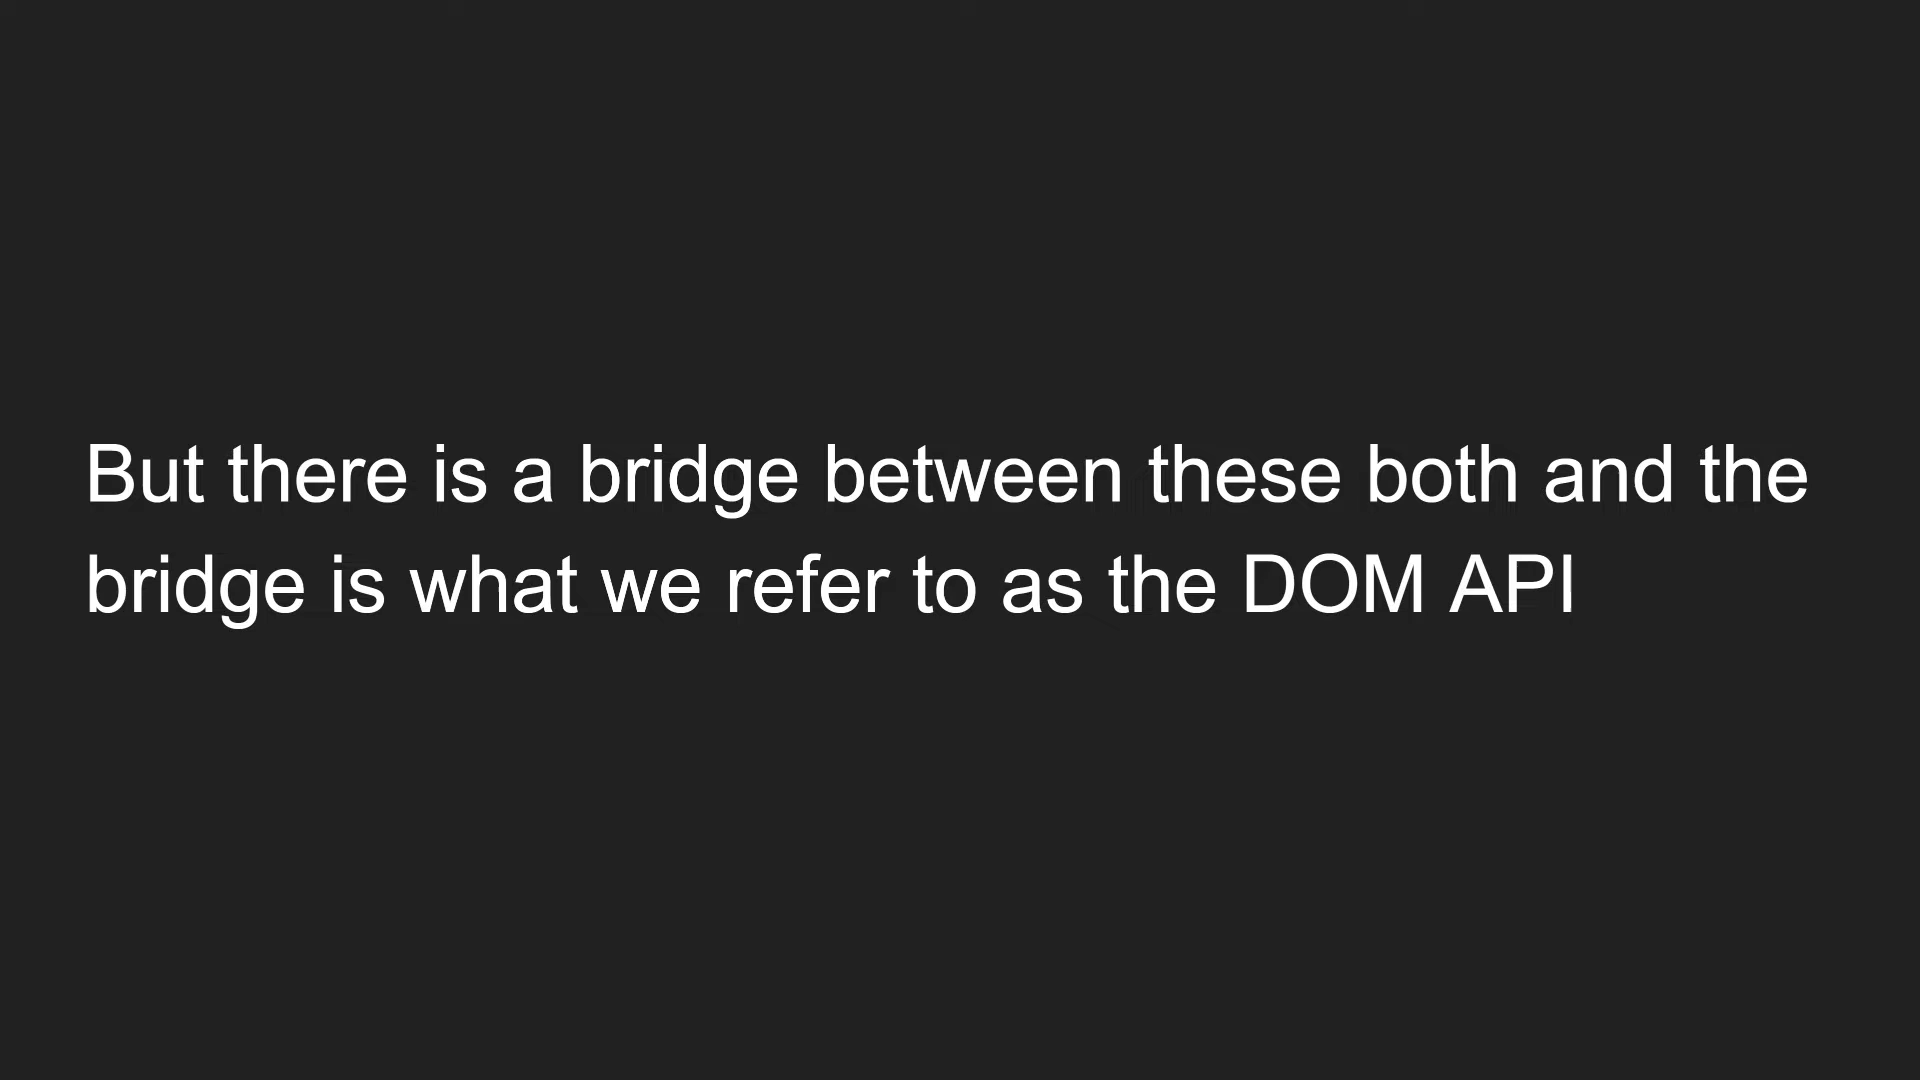 But there is a bridge between these both and the
bridge is what we refer to as the DOM API